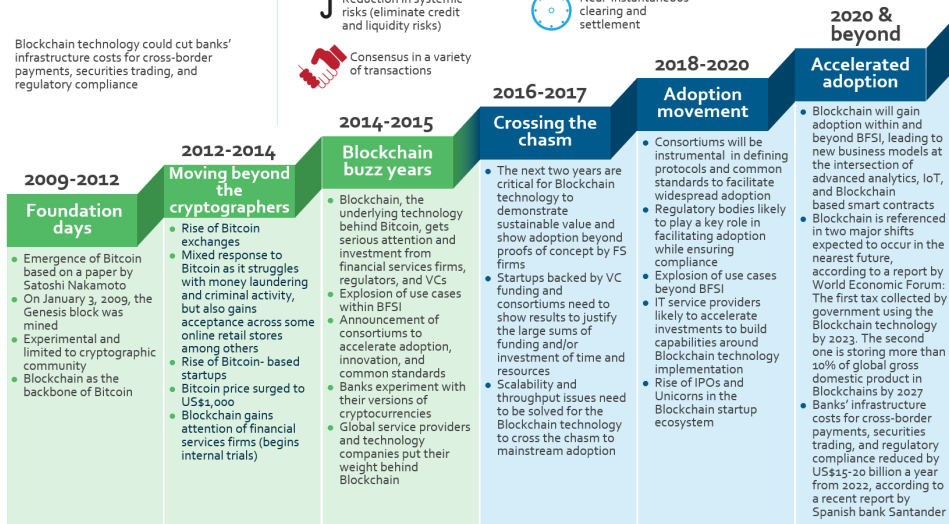 Reduction in systemic
risks (eliminate credit
and liquidity risks)
Near-instantaneous
clearing and
settlement
Blockchain technology could cut banks'
infrastructure costs for cross-border
payments, securities trading, and
regulatory compliance
Consensus in a variety
of transactions
2009-2012
Foundation
days
• Emergence of Bitcoin
based on a paper by
Satoshi Nakamoto
• On January 3, 2009, the
Genesis block was
mined
• Experimental and
limited to cryptographic
community
• Blockchain as the
backbone of Bitcoin
2012-2014
Moving beyond
the
cryptographers
• Rise of Bitcoin
exchanges
• Mixed response to
Bitcoin as it struggles
with money laundering
and criminal activity,
but also gains
acceptance across some
online retail stores
among others
• Rise of Bitcoin- based
startups
• Bitcoin price surged to
US$1,000
• Blockchain gains
attention of financial
services firms (begins
internal trials)
2014-2015
Blockchain
buzz years
• Blockchain, the
underlying technology
behind Bitcoin, gets
serious attention and
investment from
financial services firms,
regulators, and VCs
• Explosion of use cases
within BFSI
• Announcement of
consortiums to
accelerate adoption,
innovation, and
common standards
• Banks experiment with
their versions of
cryptocurrencies
• Global service providers
and technology
companies put their
weight behind
Blockchain
2016-2017
Crossing the
chasm
• The next two years are
critical for Blockchain
technology to
demonstrate
sustainable value and
show adoption beyond
proofs of concept by FS
firms
• Startups backed by VC
funding and
consortiums need to
show results to justify
the large sums of
funding and/or
investment of time and
resources
• Scalability and
throughput issues need
to be solved for the
Blockchain technology
to cross the chasm to
mainstream adoption
2018-2020
Adoption
movement
• Consortiums will be
instrumental in defining
protocols and common
standards to facilitate
widespread adoption
• Regulatory bodies likely
to play a key role in
facilitating adoption
while ensuring
compliance
• Explosion of use cases
beyond BFSI
• IT service providers
likely to accelerate
investments to build
capabilities around
Blockchain technology
implementation
• Rise of IPOs and
Unicorns in the
Blockchain startup
ecosystem
2020 &
beyond
Accelerated
adoption
• Blockchain will gain
adoption within and
beyond BFSI, leading to
new business models at
the intersection of
advanced analytics, IoT,
and Blockchain
based smart contracts
• Blockchain is referenced
in two major shifts
expected to occur in the
nearest future,
according to a report by
World Economic Forum:
The first tax collected by
government using the
Blockchain technology
by 2023. The second
one is storing more than
10% of global gross
domestic product in
Blockchains by 2027
• Banks' infrastructure
costs for cross-border
payments, securities
trading, and regulatory
compliance reduced by
US$15-20 billion a year
from 2022, according to
a recent report by
Spanish bank Santander